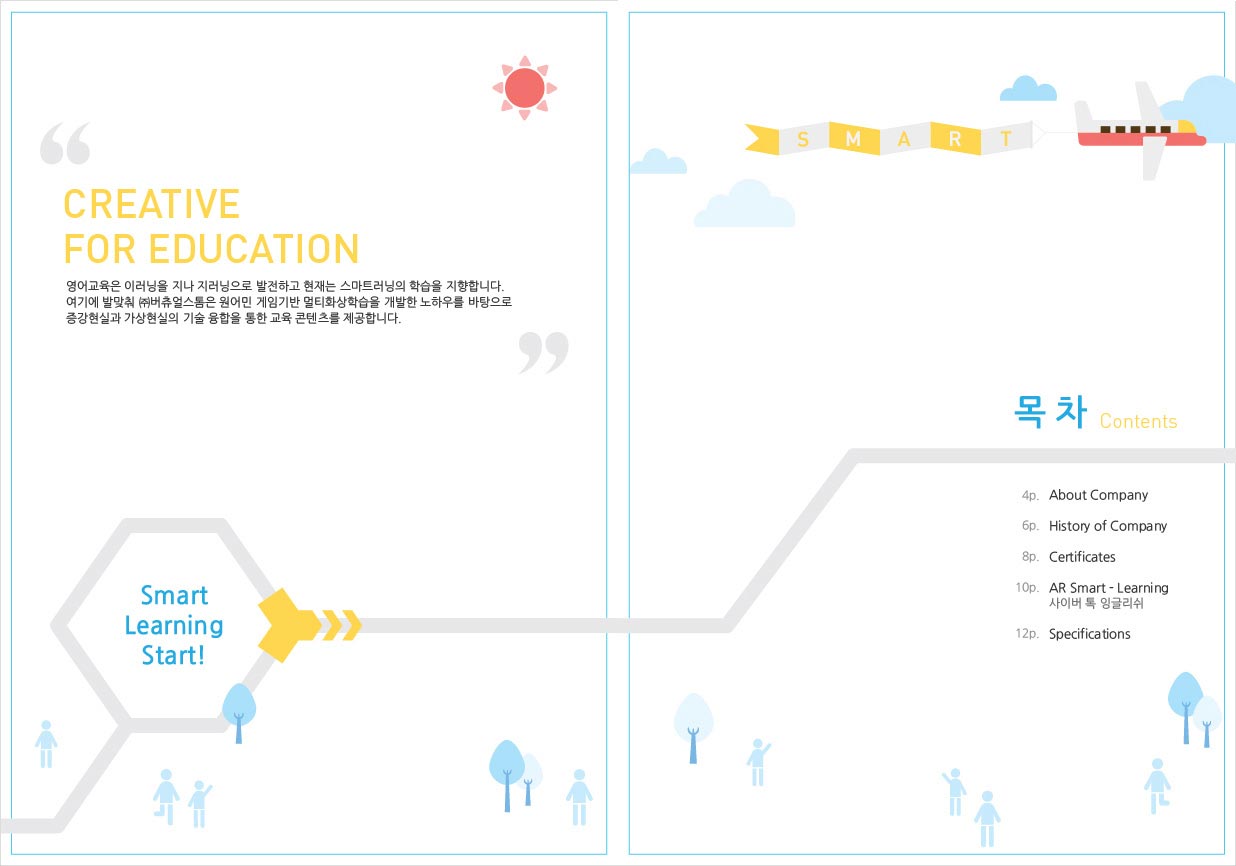 CREATIVE
FOR EDUCATION
영어교육은 이러닝을 지나 지러닝으로 발전하고 현재는 스마트러닝의 학습을 지향합니다.
여기에 발맞춰 ㈜버츄얼스톰은 원어민 게임기반 멀티화상학습을 개발한 노하우를 바탕으로
증강현실과 가상현실의 기술 융합을 통한 교육 콘텐츠를 제공합니다.
Smart
Learning
Start!
S M A R T
목 차 Contents
4p. About Company
6p. History of Company
8p. Certificates
10p. AR Smart - Learning
사이버 톡 잉글리쉬
12p. Specifications